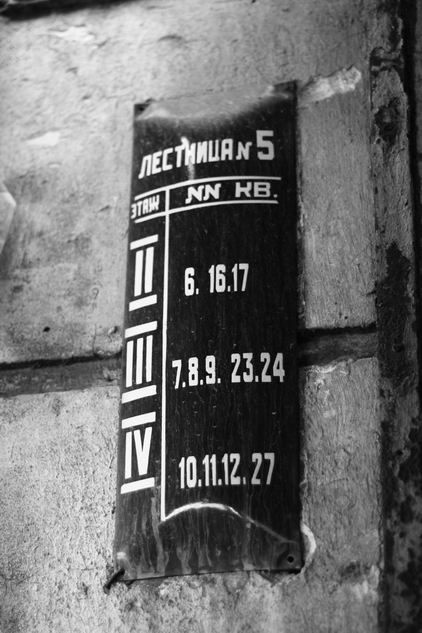 ЛЕСТНИЦА N 5
ЭТАЖ NN КВ.
II 6. 16.17
III 7.8.9. 23.24
IV 10.11.12. 27